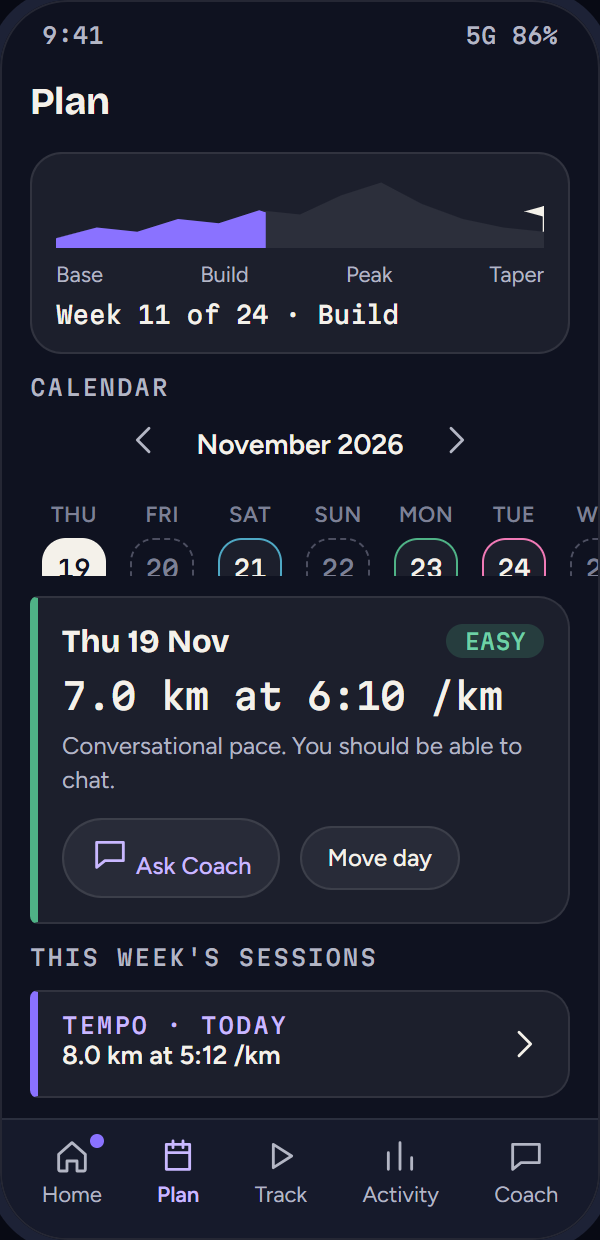 9:41
5G 86%
Plan
Base Build Peak Taper
Week 11 of 24 · Build
CALENDAR
November 2026
THU FRI SAT SUN MON TUE
19 20 21 22 23 24
Thu 19 Nov
EASY
7.0 km at 6:10 /km
Conversational pace. You should be able to
chat.
Ask Coach
Move day
THIS WEEK'S SESSIONS
TEMPO · TODAY
8.0 km at 5:12 /km
Home Plan Track Activity Coach